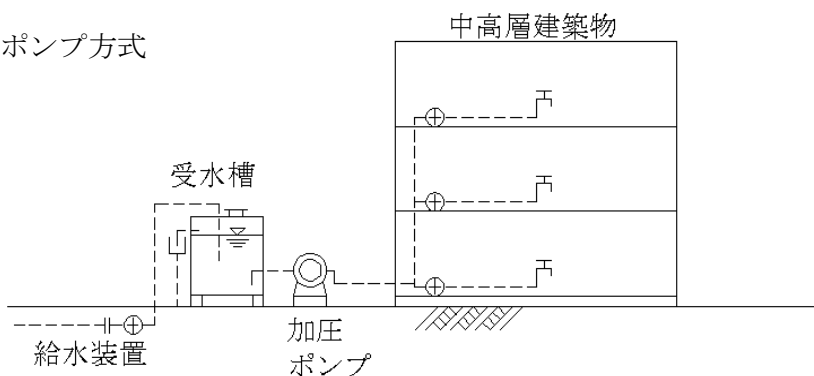 中高層建築物
ポンプ方式
受水槽
給水装置
加圧
ポンプ